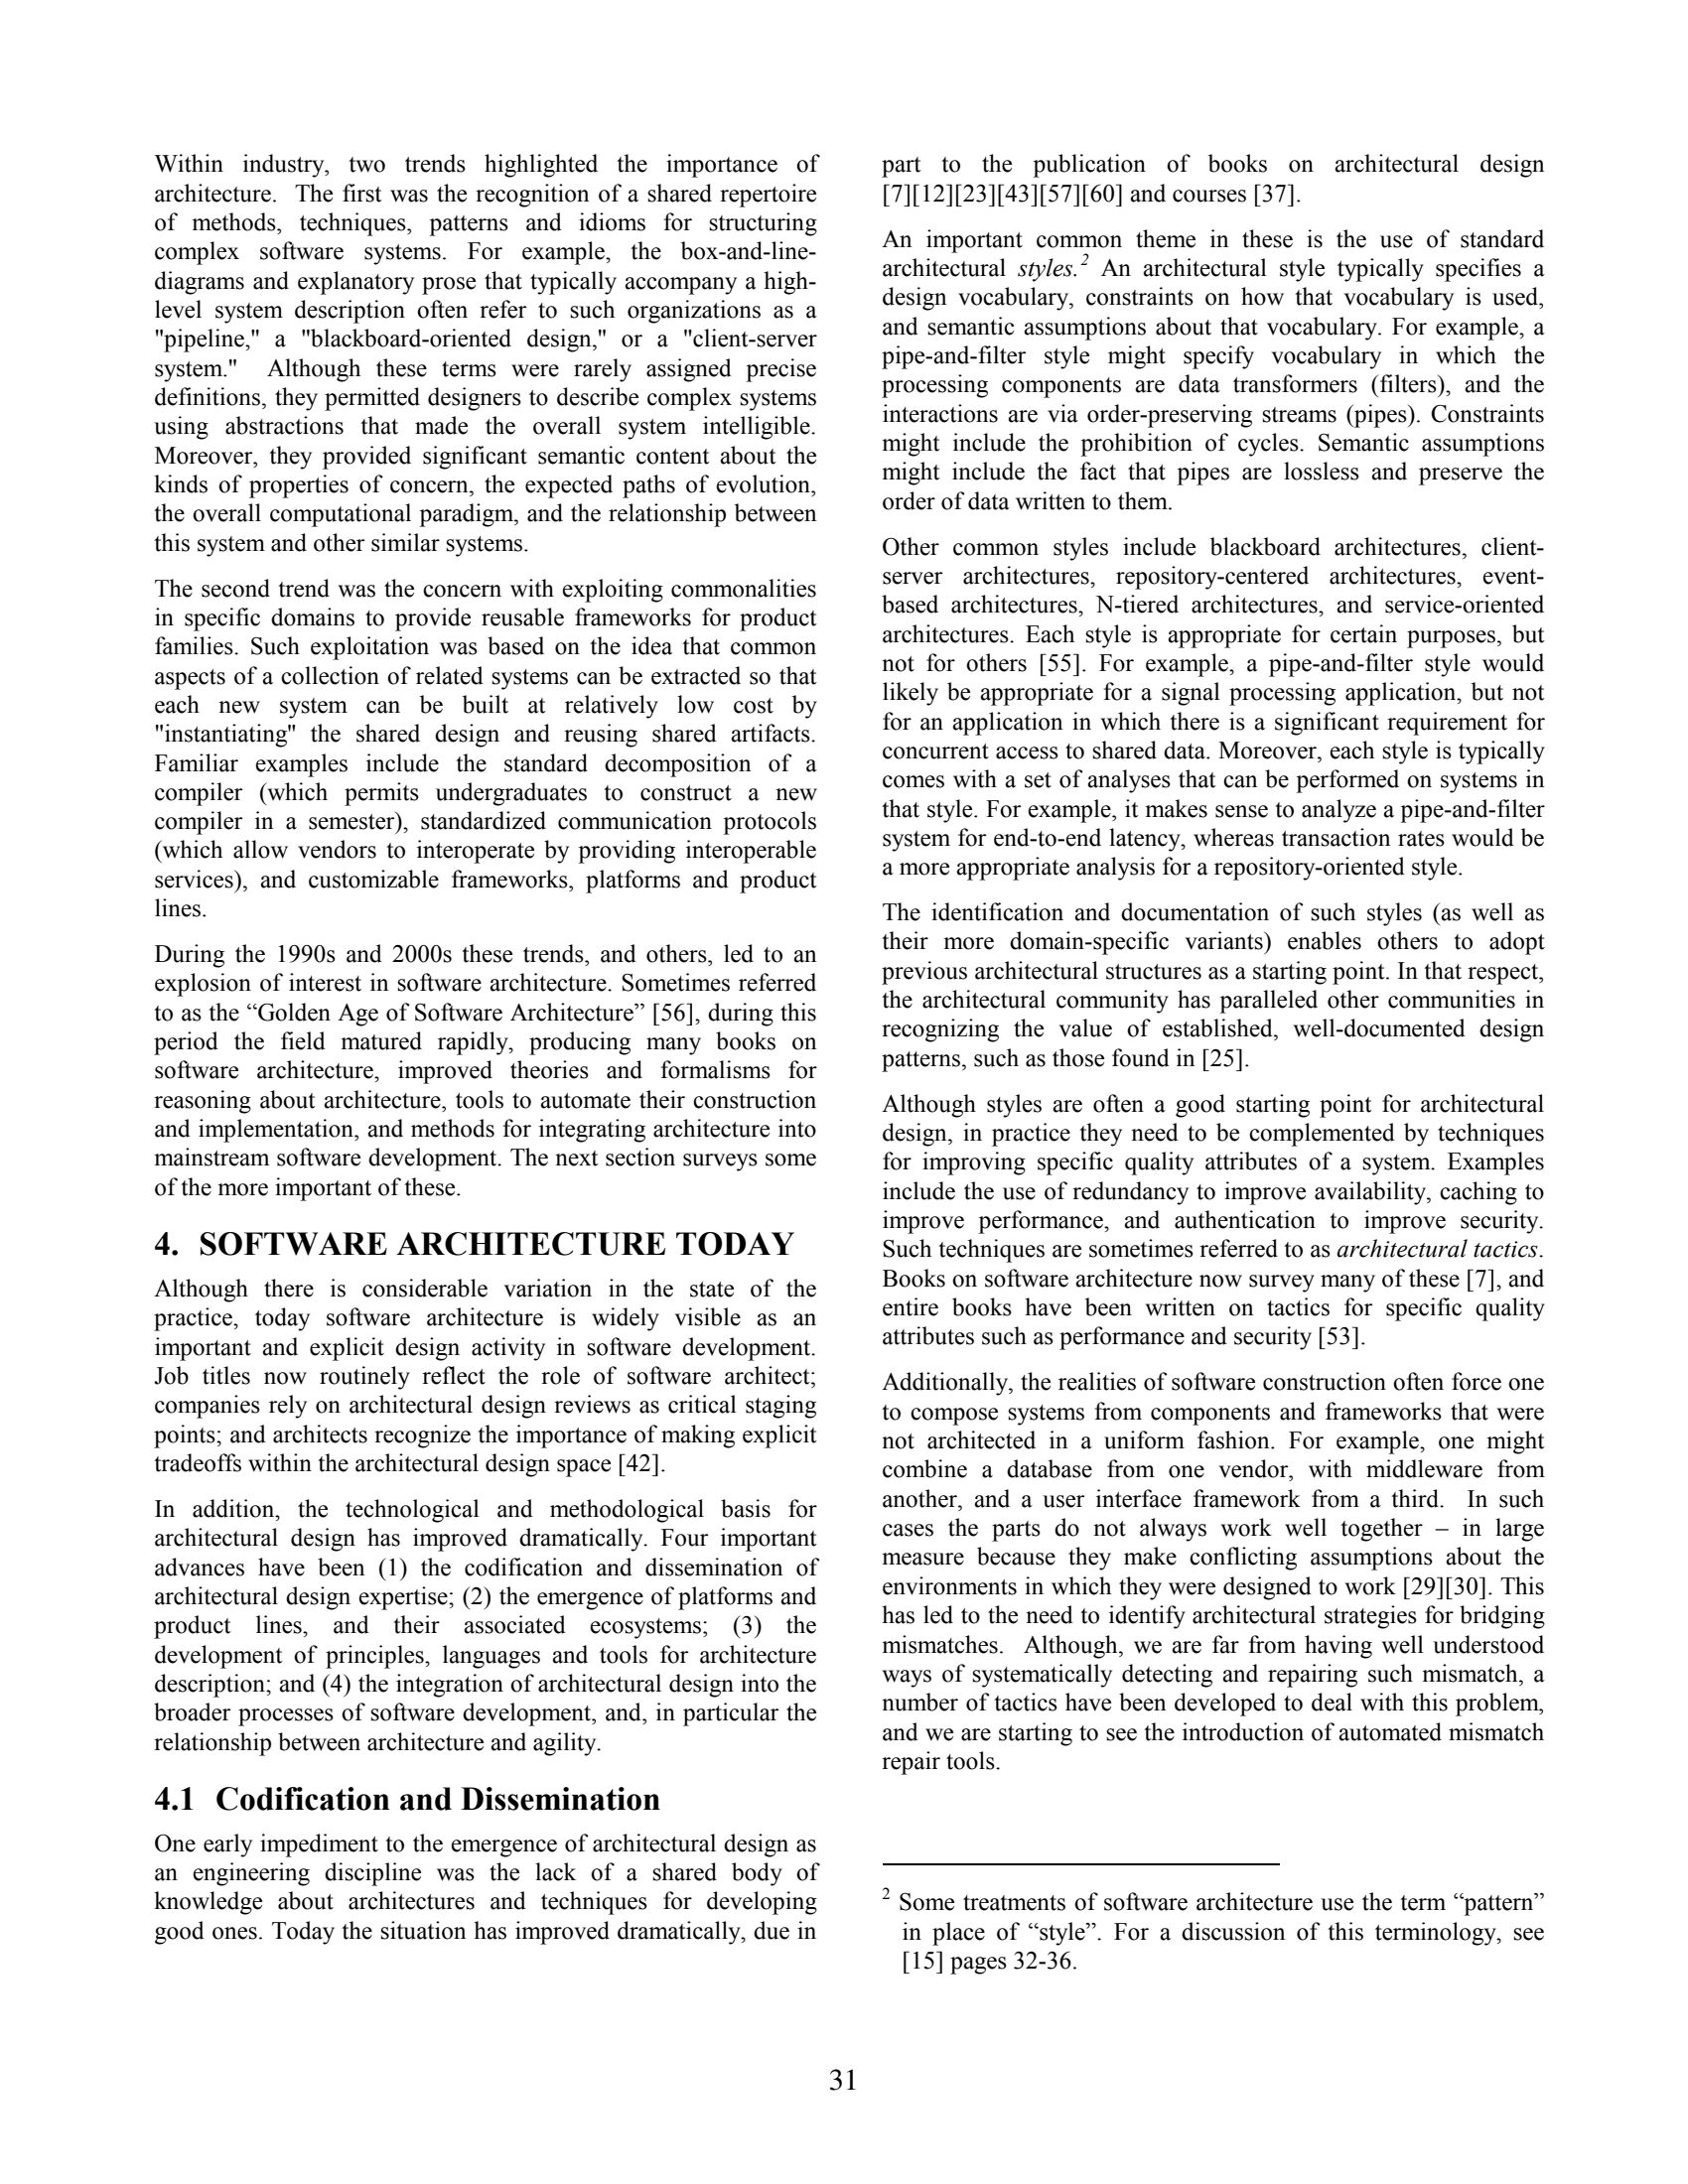 Within industry, two trends highlighted the importance of
architecture. The first was the recognition of a shared repertoire
of methods, techniques, patterns and idioms for structuring
complex software systems. For example, the box-and-line-
diagrams and explanatory prose that typically accompany a high-
level system description often refer to such organizations as a
"pipeline," a "blackboard-oriented design," or a "client-server
system." Although these terms were rarely assigned precise
definitions, they permitted designers to describe complex systems
using abstractions that made the overall system intelligible.
Moreover, they provided significant semantic content about the
kinds of properties of concern, the expected paths of evolution,
the overall computational paradigm, and the relationship between
this system and other similar systems.
The second trend was the concern with exploiting commonalities
in specific domains to provide reusable frameworks for product
families. Such exploitation was based on the idea that common
aspects of a collection of related systems can be extracted so that
each new system can be built at relatively low cost by
"instantiating" the shared design and reusing shared artifacts.
Familiar examples include the standard decomposition of a
compiler (which permits undergraduates to construct a new
compiler in a semester), standardized communication protocols
(which allow vendors to interoperate by providing interoperable
services), and customizable frameworks, platforms and product
lines.
During the 1990s and 2000s these trends, and others, led to an
explosion of interest in software architecture. Sometimes referred
to as the “Golden Age of Software Architecture” [56], during this
period the field matured rapidly, producing many books on
software architecture, improved theories and formalisms for
reasoning about architecture, tools to automate their construction
and implementation, and methods for integrating architecture into
mainstream software development. The next section surveys some
of the more important of these.
4. SOFTWARE ARCHITECTURE TODAY
Although there is considerable variation in the state of the
practice, today software architecture is widely visible as an
important and explicit design activity in software development.
Job titles now routinely reflect the role of software architect;
companies rely on architectural design reviews as critical staging
points; and architects recognize the importance of making explicit
tradeoffs within the architectural design space [42].
In addition, the technological and methodological basis for
architectural design has improved dramatically. Four important
advances have been (1) the codification and dissemination of
architectural design expertise; (2) the emergence of platforms and
product lines, and their associated ecosystems; (3) the
development of principles, languages and tools for architecture
description; and (4) the integration of architectural design into the
broader processes of software development, and, in particular the
relationship between architecture and agility.
4.1 Codification and Dissemination
One early impediment to the emergence of architectural design as
an engineering discipline was the lack of a shared body of
knowledge about architectures and techniques for developing
good ones. Today the situation has improved dramatically, due in
part to the publication of books on architectural design
[7][12][23][43][57][60] and courses [37].
An important common theme in these is the use of standard
architectural styles.2 An architectural style typically specifies a
design vocabulary, constraints on how that vocabulary is used,
and semantic assumptions about that vocabulary. For example, a
pipe-and-filter style might specify vocabulary in which the
processing components are data transformers (filters), and the
interactions are via order-preserving streams (pipes). Constraints
might include the prohibition of cycles. Semantic assumptions
might include the fact that pipes are lossless and preserve the
order of data written to them.
Other common styles include blackboard architectures, client-
server architectures, repository-centered architectures, event-
based architectures, N-tiered architectures, and service-oriented
architectures. Each style is appropriate for certain purposes, but
not for others [55]. For example, a pipe-and-filter style would
likely be appropriate for a signal processing application, but not
for an application in which there is a significant requirement for
concurrent access to shared data. Moreover, each style is typically
comes with a set of analyses that can be performed on systems in
that style. For example, it makes sense to analyze a pipe-and-filter
system for end-to-end latency, whereas transaction rates would be
a more appropriate analysis for a repository-oriented style.
The identification and documentation of such styles (as well as
their more domain-specific variants) enables others to adopt
previous architectural structures as a starting point. In that respect,
the architectural community has paralleled other communities in
recognizing the value of established, well-documented design
patterns, such as those found in [25].
Although styles are often a good starting point for architectural
design, in practice they need to be complemented by techniques
for improving specific quality attributes of a system. Examples
include the use of redundancy to improve availability, caching to
improve performance, and authentication to improve security.
Such techniques are sometimes referred to as architectural tactics.
Books on software architecture now survey many of these [7], and
entire books have been written on tactics for specific quality
attributes such as performance and security [53].
Additionally, the realities of software construction often force one
to compose systems from components and frameworks that were
not architected in a uniform fashion. For example, one might
combine a database from one vendor, with middleware from
another, and a user interface framework from a third. In such
cases the parts do not always work well together – in large
measure because they make conflicting assumptions about the
environments in which they were designed to work [29][30]. This
has led to the need to identify architectural strategies for bridging
mismatches. Although, we are far from having well understood
ways of systematically detecting and repairing such mismatch, a
number of tactics have been developed to deal with this problem,
and we are starting to see the introduction of automated mismatch
repair tools.
2 Some treatments of software architecture use the term “pattern”
in place of “style”. For a discussion of this terminology, see
[15] pages 32-36.
31